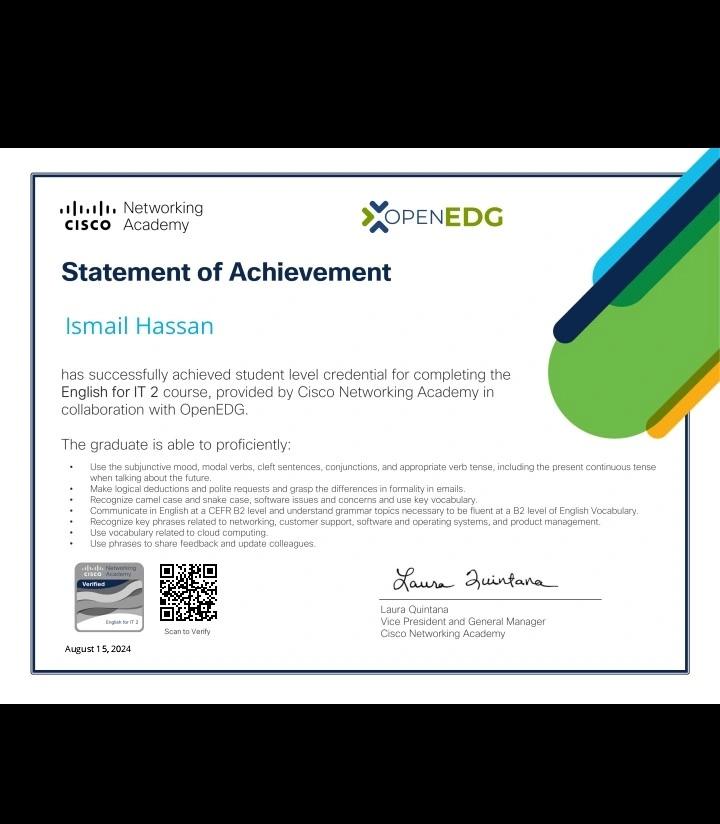 Networking
CISCO Academy
OPENEDG
Statement of Achievement
Ismail Hassan
has successfully achieved student level credential for completing the
English for IT 2 course, provided by Cisco Networking Academy in
collaboration with OpenEDG.
The graduate is able to proficiently:
• Use the subjunctive mood, modal verbs, cleft sentences, conjunctions, and appropriate verb tense, including the present continuous tense
when talking about the future.
• Make logical deductions and polite requests and grasp the differences in formality in emails.
• Recognize camel case and snake case, software issues and concerns and use key vocabulary.
• Communicate in English at a CEFR B2 level and understand grammar topics necessary to be fluent at a B2 level of English Vocabulary.
• Recognize key phrases related to networking, customer support, software and operating systems, and product management.
• Use vocabulary related to cloud computing.
• Use phrases to share feedback and update colleagues.
Networking
CISCO Academy
Verified
English for IT 2
Scan to Verify
August 15, 2024
Laura Quintana
Laura Quintana
Vice President and General Manager
Cisco Networking Academy